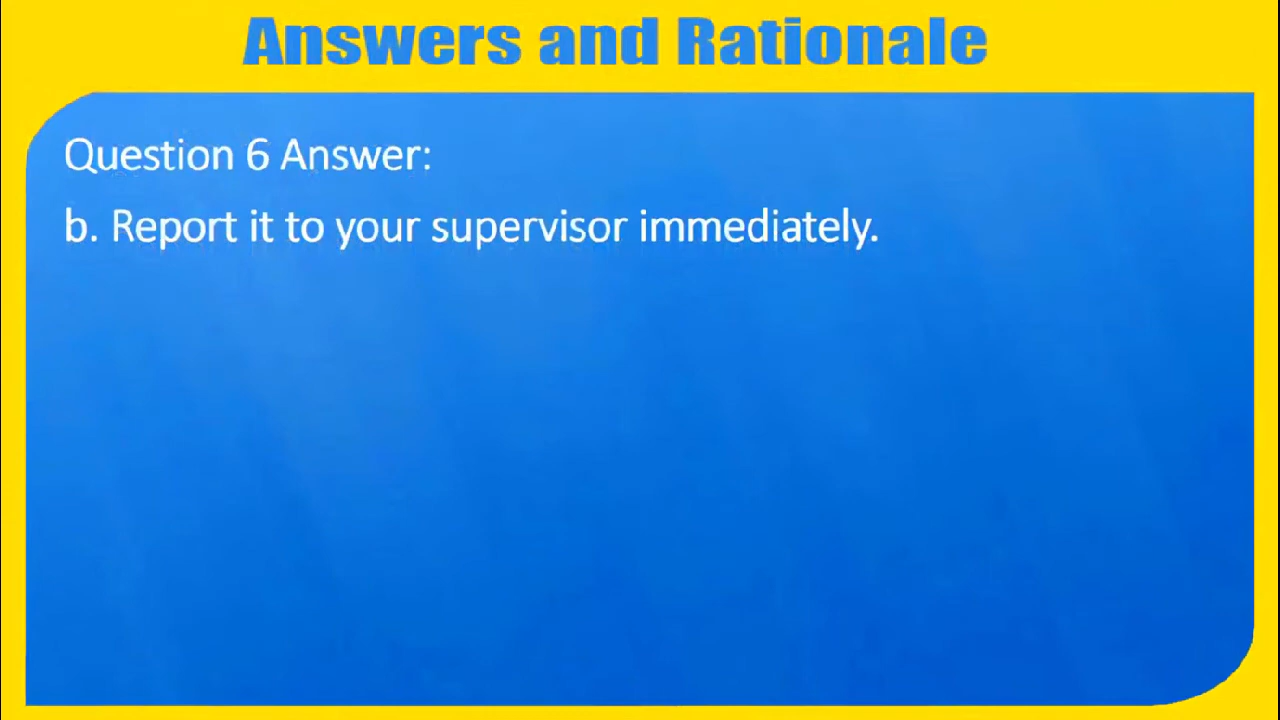 Answers and Rationale
Question 6 Answer:
b. Report it to your supervisor immediately.